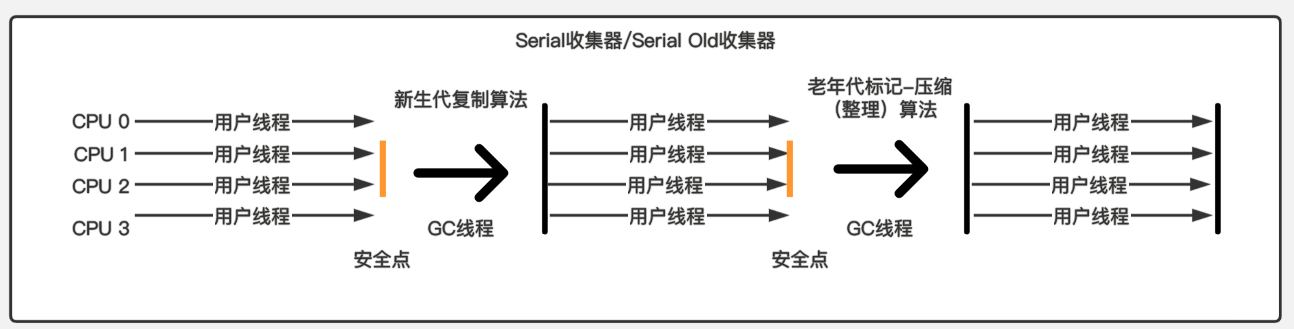 Serial收集器/Serial Old收集器
新生代复制算法
老年代标记-压缩
（整理）算法
CPU 0 用户线程 用户线程 用户线程
CPU 1 用户线程 用户线程 用户线程
CPU 2 用户线程 用户线程 用户线程
CPU 3 用户线程 用户线程 用户线程
GC线程 GC线程
安全点 安全点